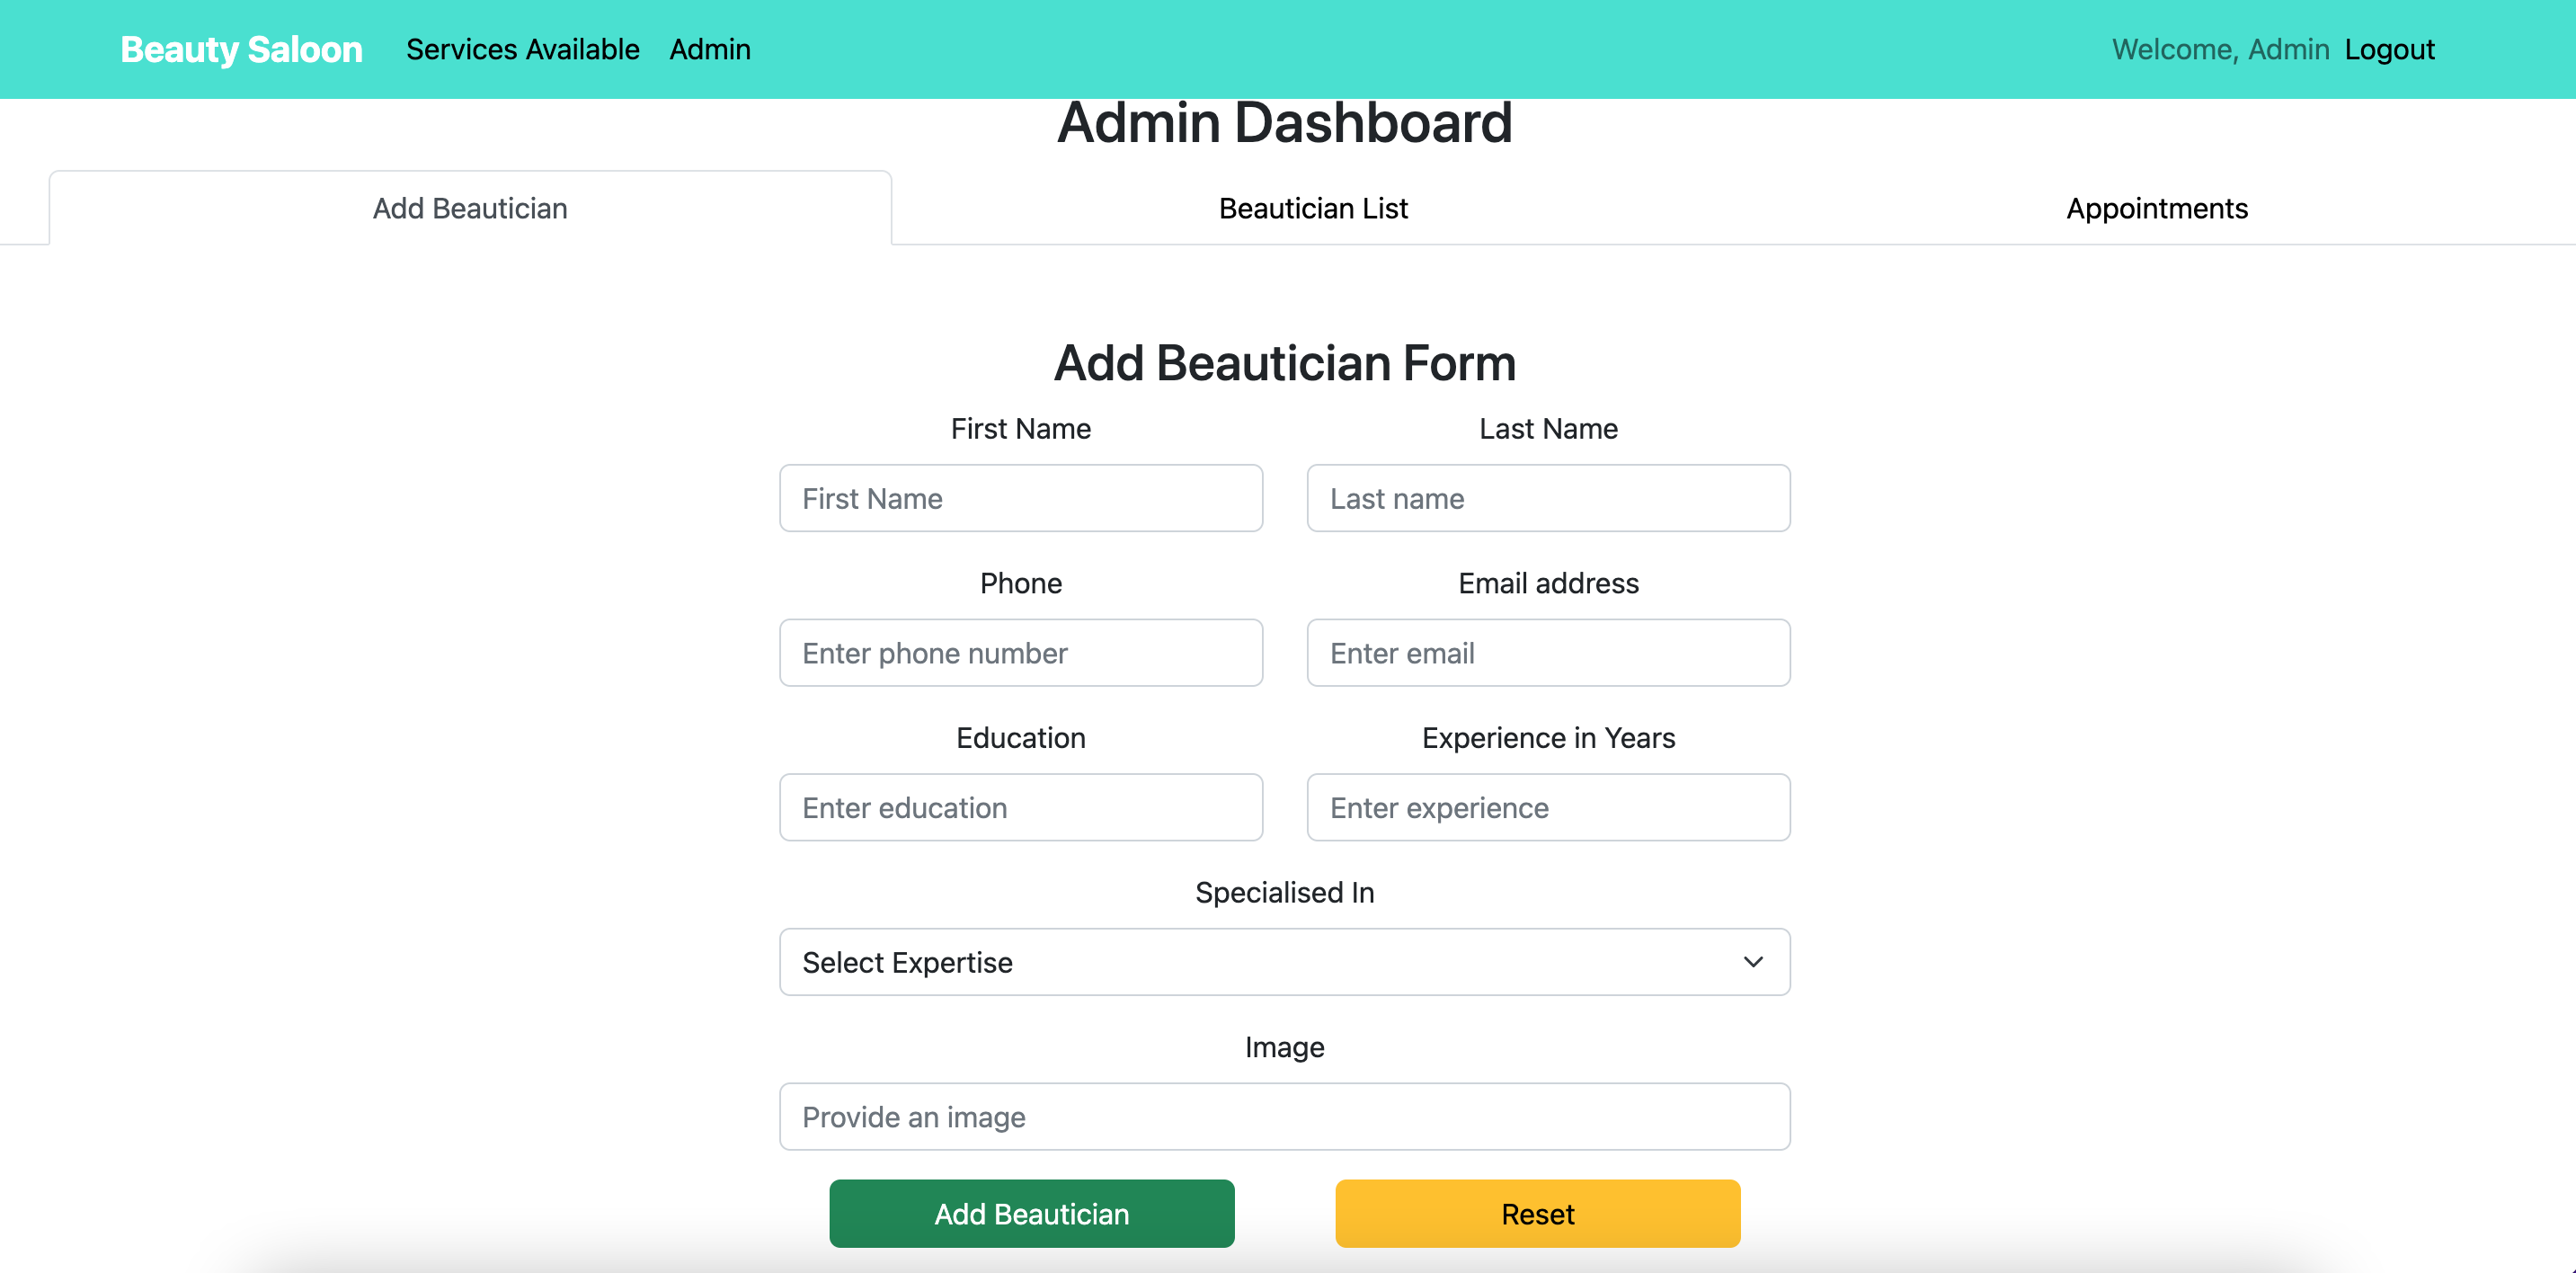 Beauty Saloon Services Available Admin Welcome, Admin Logout
Admin Dashboard
Add Beautician Beautician List Appointments
Add Beautician Form
First Name Last Name
First Name Last name
Phone Email address
Enter phone number Enter email
Education Experience in Years
Enter education Enter experience
Specialised In
Select Expertise
Image
Provide an image
Add Beautician Reset